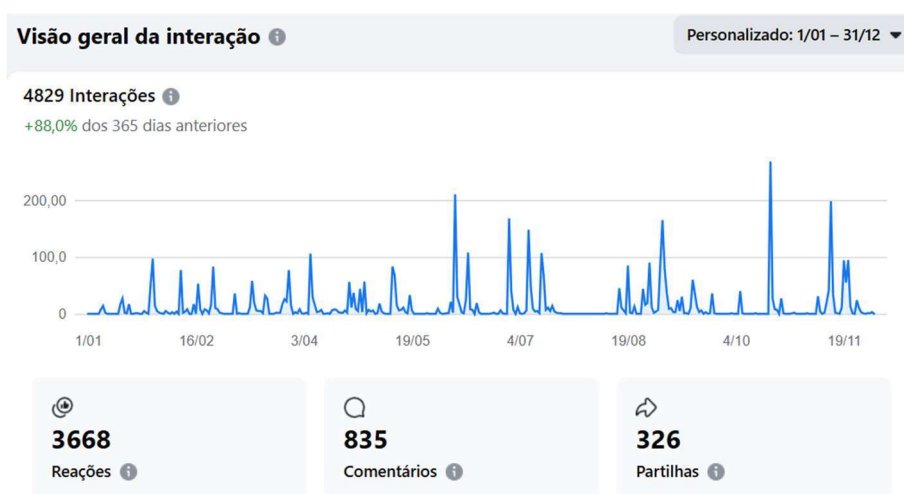 Visão geral da interação
Personalizado: 1/01 – 31/12
4829 Interações
+88,0% dos 365 dias anteriores
200,00
100,0
0
1/01 16/02 3/04 19/05 4/07 19/08 4/10 19/11
3668 835 326
Reações Comentários Partilhas